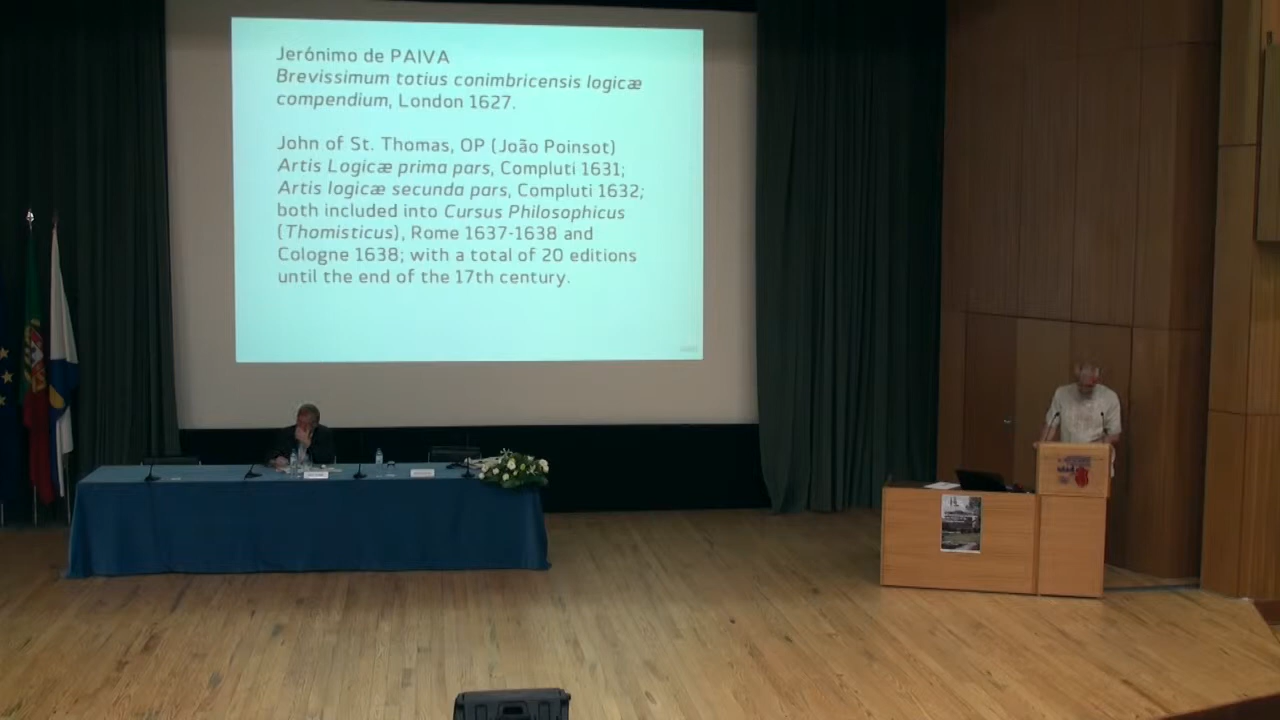 Jerónimo de PAIVA
Brevissimum totius conimbricensis logicæ
compendium, London 1627.
John of St. Thomas, OP (João Poinsot)
Artis Logicæ prima pars, Compluti 1631;
Artis logicæ secunda pars, Compluti 1632;
both included into Cursus Philosophicus
(Thomisticus), Rome 1637-1638 and
Cologne 1638; with a total of 20 editions
until the end of the 17th century.